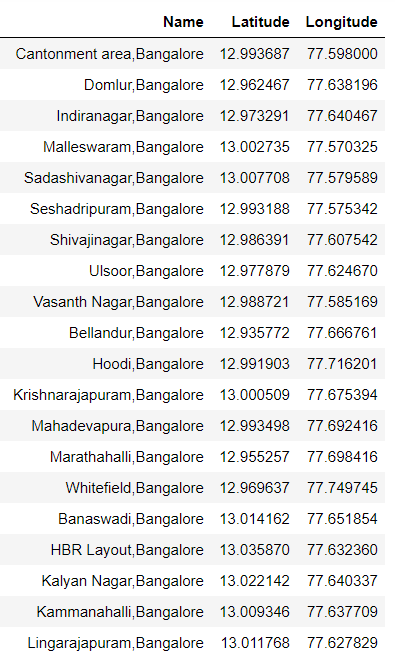 Name Latitude Longitude
Cantonment area,Bangalore 12.993687 77.598000
Domlur,Bangalore 12.962467 77.638196
Indiranagar,Bangalore 12.973291 77.640467
Malleswaram,Bangalore 13.002735 77.570325
Sadashivanagar,Bangalore 13.007708 77.579589
Seshadripuram,Bangalore 12.993188 77.575342
Shivajinagar,Bangalore 12.986391 77.607542
Ulsoor,Bangalore 12.977879 77.624670
Vasanth Nagar,Bangalore 12.988721 77.585169
Bellandur,Bangalore 12.935772 77.666761
Hoodi,Bangalore 12.991903 77.716201
Krishnarajapuram,Bangalore 13.000509 77.675394
Mahadevapura,Bangalore 12.993498 77.692416
Marathahalli,Bangalore 12.955257 77.698416
Whitefield,Bangalore 12.969637 77.749745
Banaswadi,Bangalore 13.014162 77.651854
HBR Layout,Bangalore 13.035870 77.632360
Kalyan Nagar,Bangalore 13.022142 77.640337
Kammanahalli,Bangalore 13.009346 77.637709
Lingarajapuram,Bangalore 13.011768 77.627829